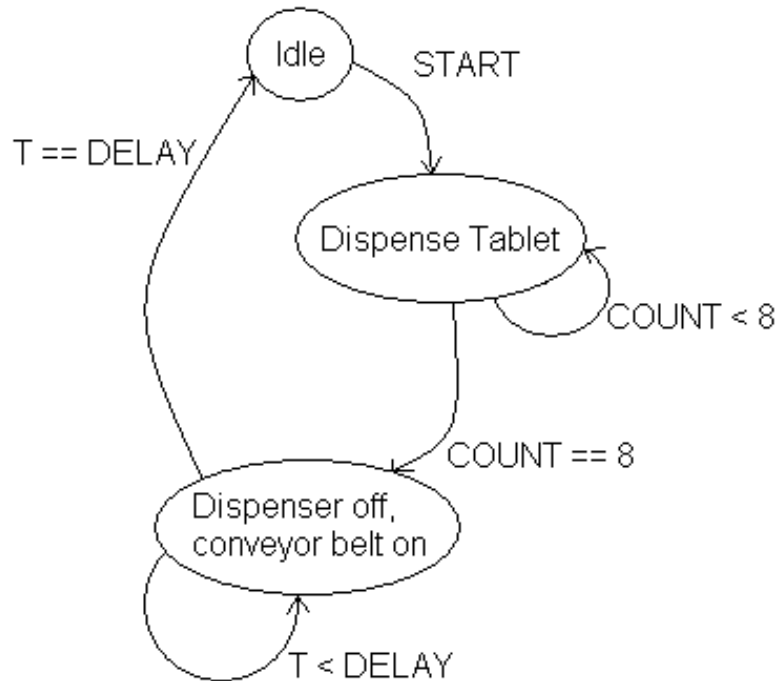 Idle
START
T == DELAY
Dispense Tablet
COUNT < 8
COUNT == 8
Dispenser off,
conveyor belt on
T < DELAY